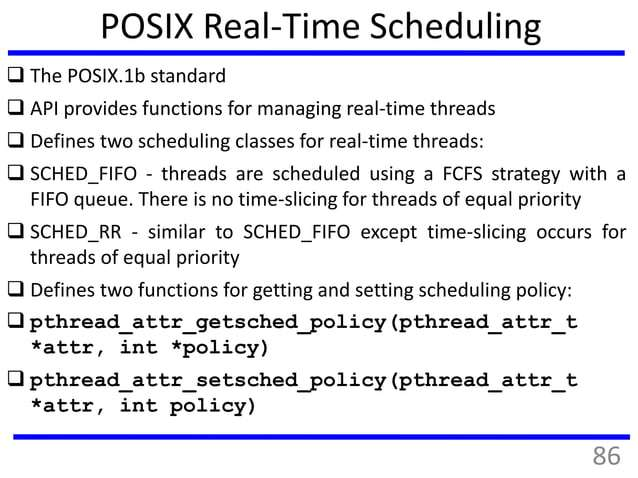 POSIX Real-Time Scheduling
❑ The POSIX.1b standard
❑ API provides functions for managing real-time threads
❑ Defines two scheduling classes for real-time threads:
❑ SCHED_FIFO - threads are scheduled using a FCFS strategy with a
FIFO queue. There is no time-slicing for threads of equal priority
❑ SCHED_RR - similar to SCHED_FIFO except time-slicing occurs for
threads of equal priority
❑ Defines two functions for getting and setting scheduling policy:
❑ pthread_attr_getsched_policy(pthread_attr_t
*attr, int *policy)
❑ pthread_attr_setsched_policy(pthread_attr_t
*attr, int policy)
86